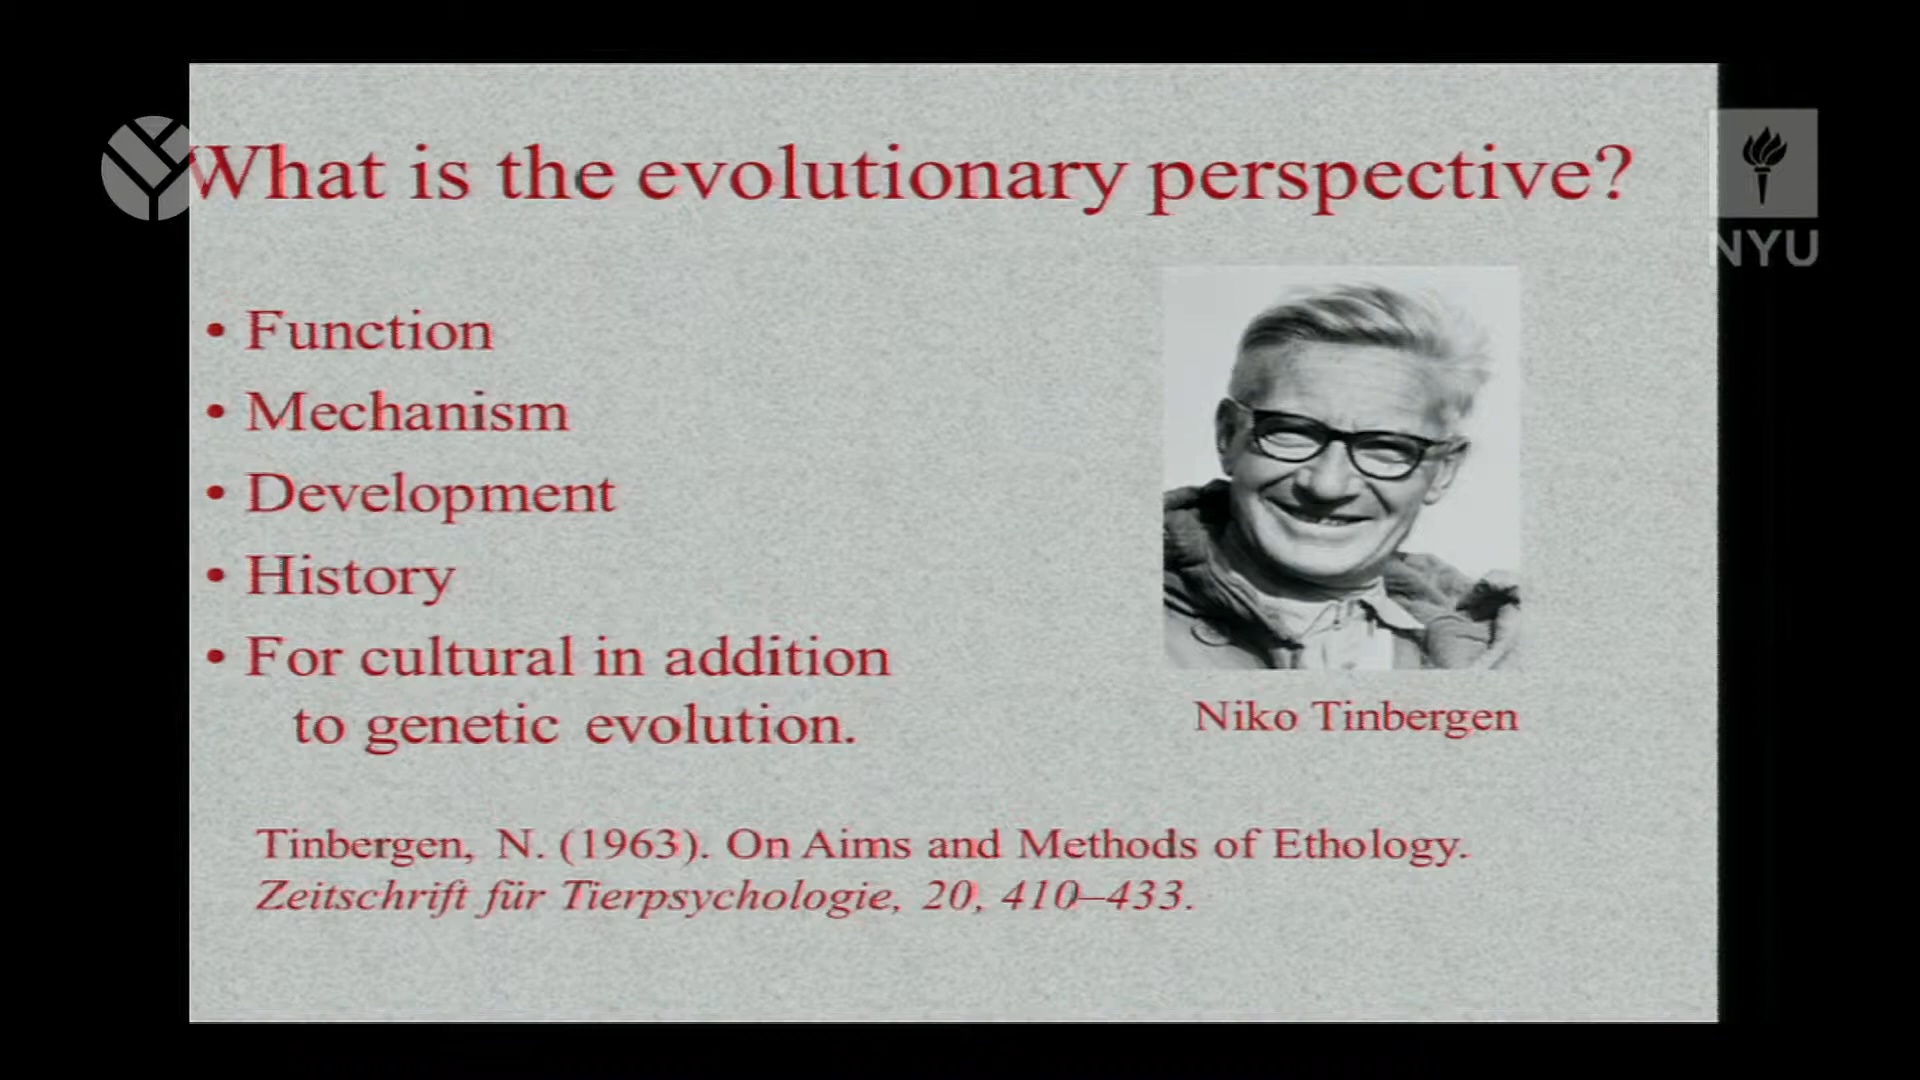 What is the evolutionary perspective?
NYU
• Function
• Mechanism
• Development
• History
• For cultural in addition
to genetic evolution.
Niko Tinbergen
Tinbergen, N. (1963). On Aims and Methods of Ethology.
Zeitschrift für Tierpsychologie, 20, 410–433.